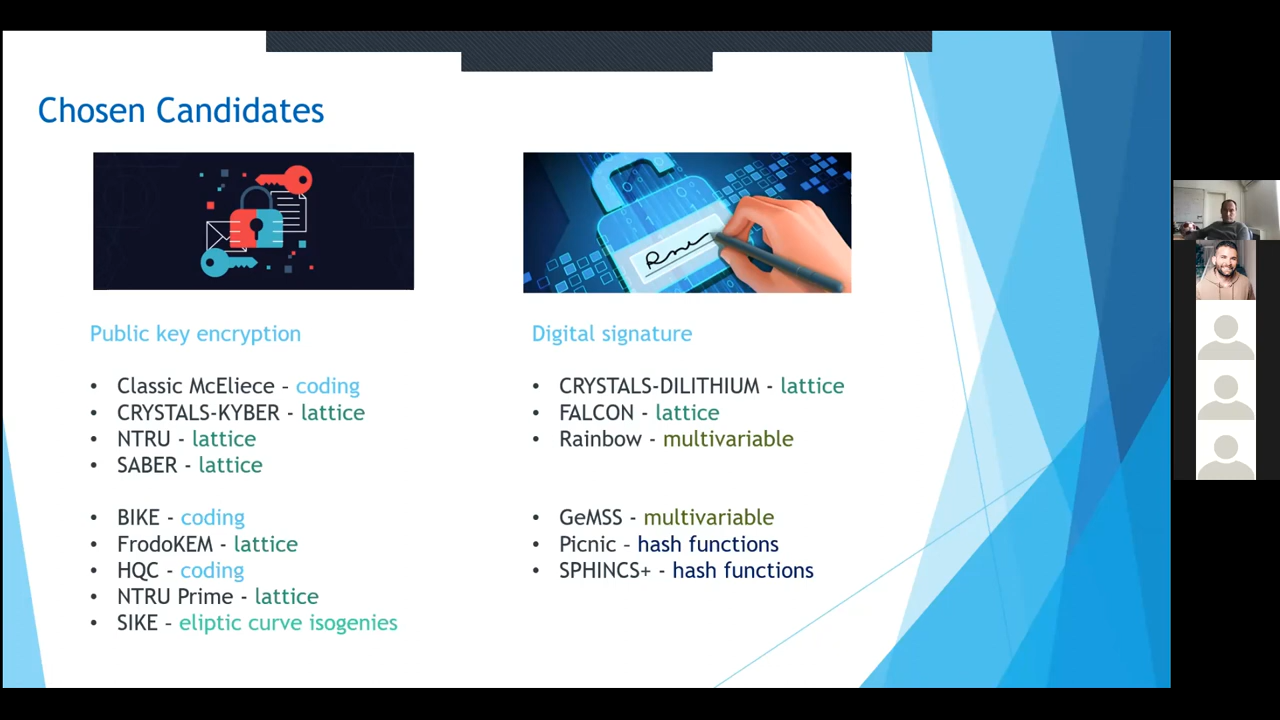 Chosen Candidates
Public key encryption
• Classic McEliece - coding
• CRYSTALS-KYBER - lattice
• NTRU - lattice
• SABER - lattice
• BIKE - coding
• FrodoKEM - lattice
• HQC - coding
• NTRU Prime - lattice
• SIKE - eliptic curve isogenies
Digital signature
• CRYSTALS-DILITHIUM - lattice
• FALCON - lattice
• Rainbow - multivariable
• GeMSS - multivariable
• Picnic - hash functions
• SPHINCS+ - hash functions